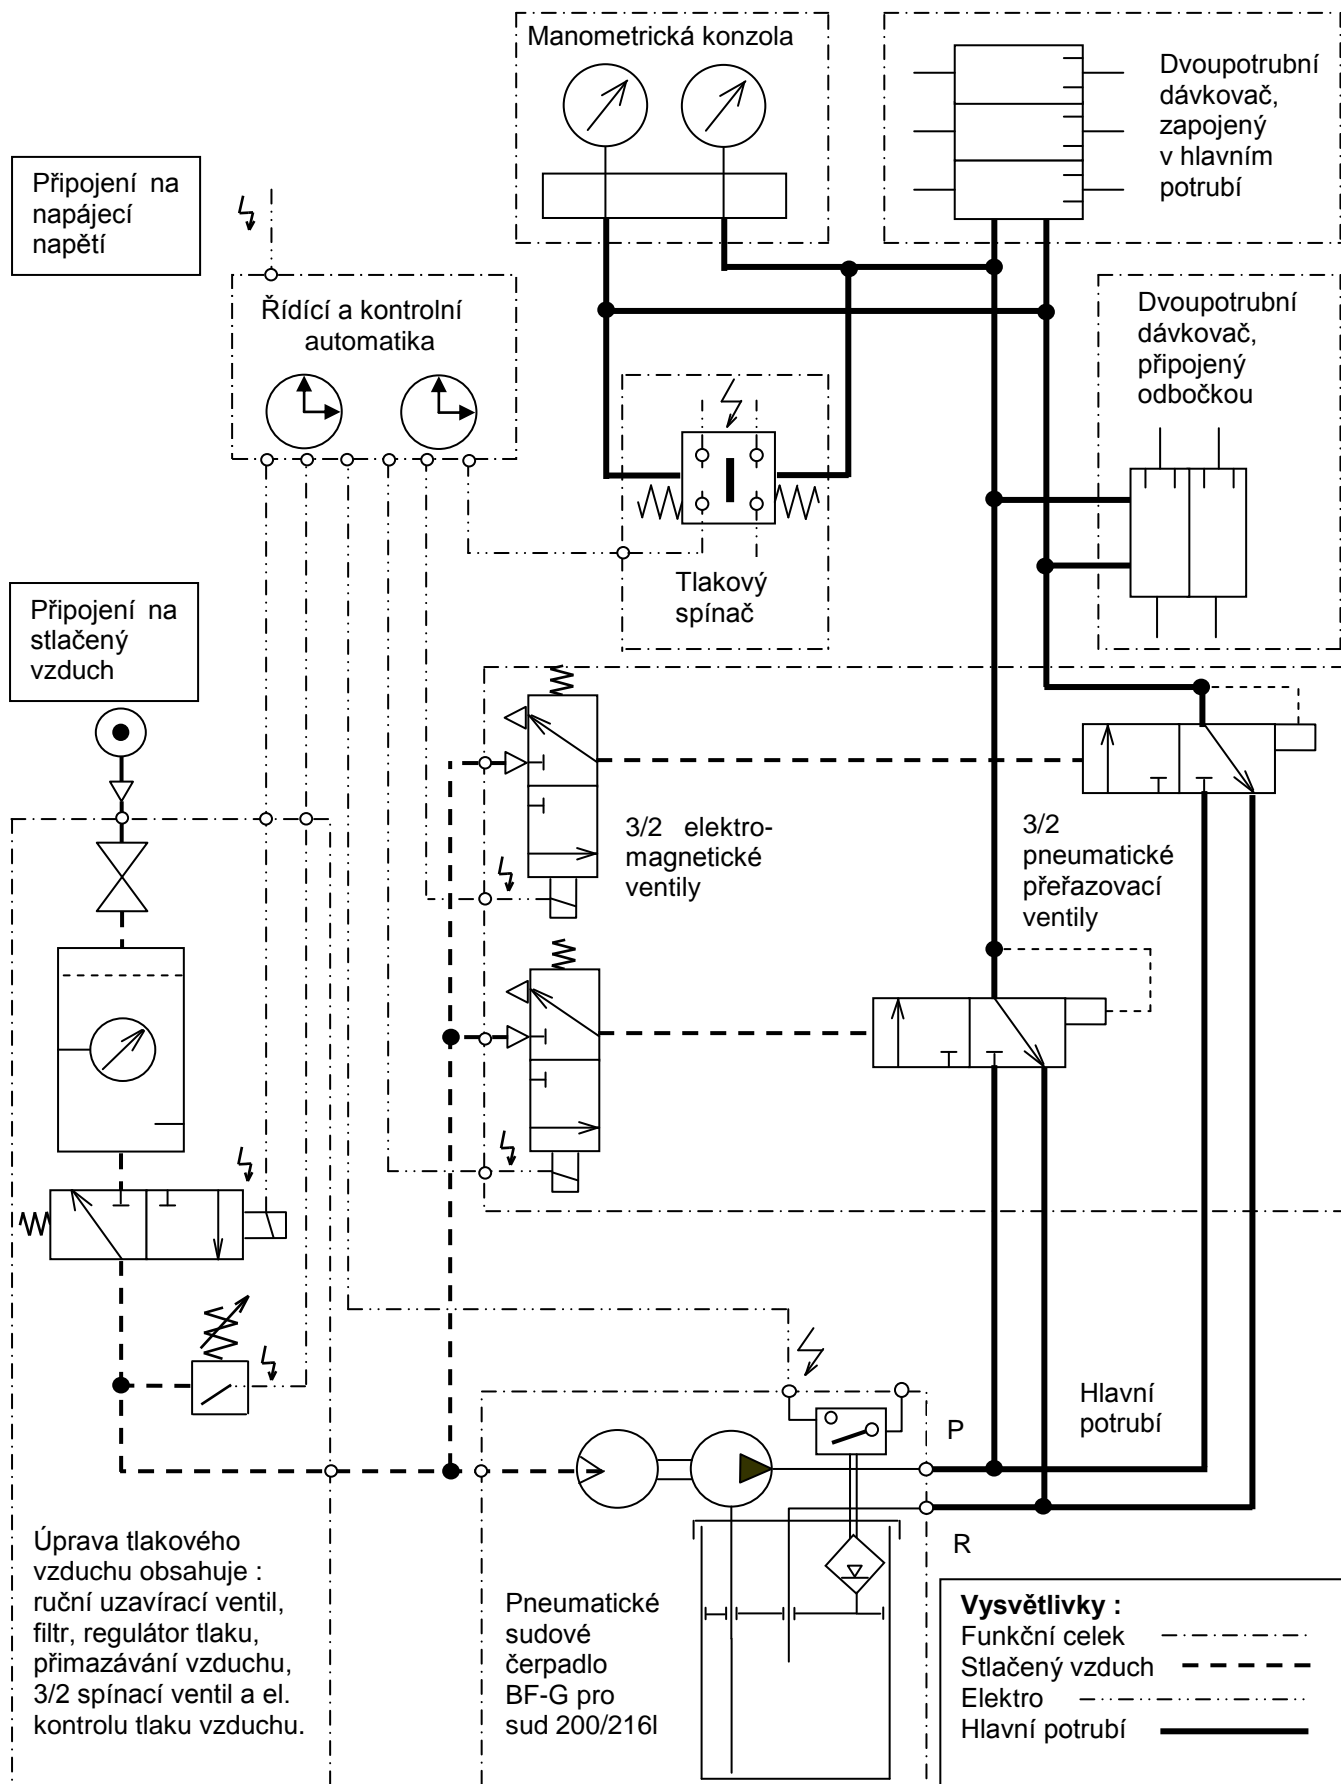 Manometrická konzola
Dvoupotrubní
dávkovač,
zapojený
v hlavním
potrubí
Připojení na
napájecí
napětí
Řídící a kontrolní
automatika
Dvoupotrubní
dávkovač,
připojený
odbočkou
Tlakový
spínač
Připojení na
stlačený
vzduch
3/2 elektro-
magnetické
ventily
3/2
pneumatické
přeřazovací
ventily
Hlavní
potrubí
P
R
Úprava tlakového
vzduchu obsahuje :
ruční uzavírací ventil,
filtr, regulátor tlaku,
přimazávání vzduchu,
3/2 spínací ventil a el.
kontrolu tlaku vzduchu.
Pneumatické
sudové
čerpadlo
BF-G pro
sud 200/216l
Vysvětlivky :
Funkční celek
Stlačený vzduch
Elektro
Hlavní potrubí